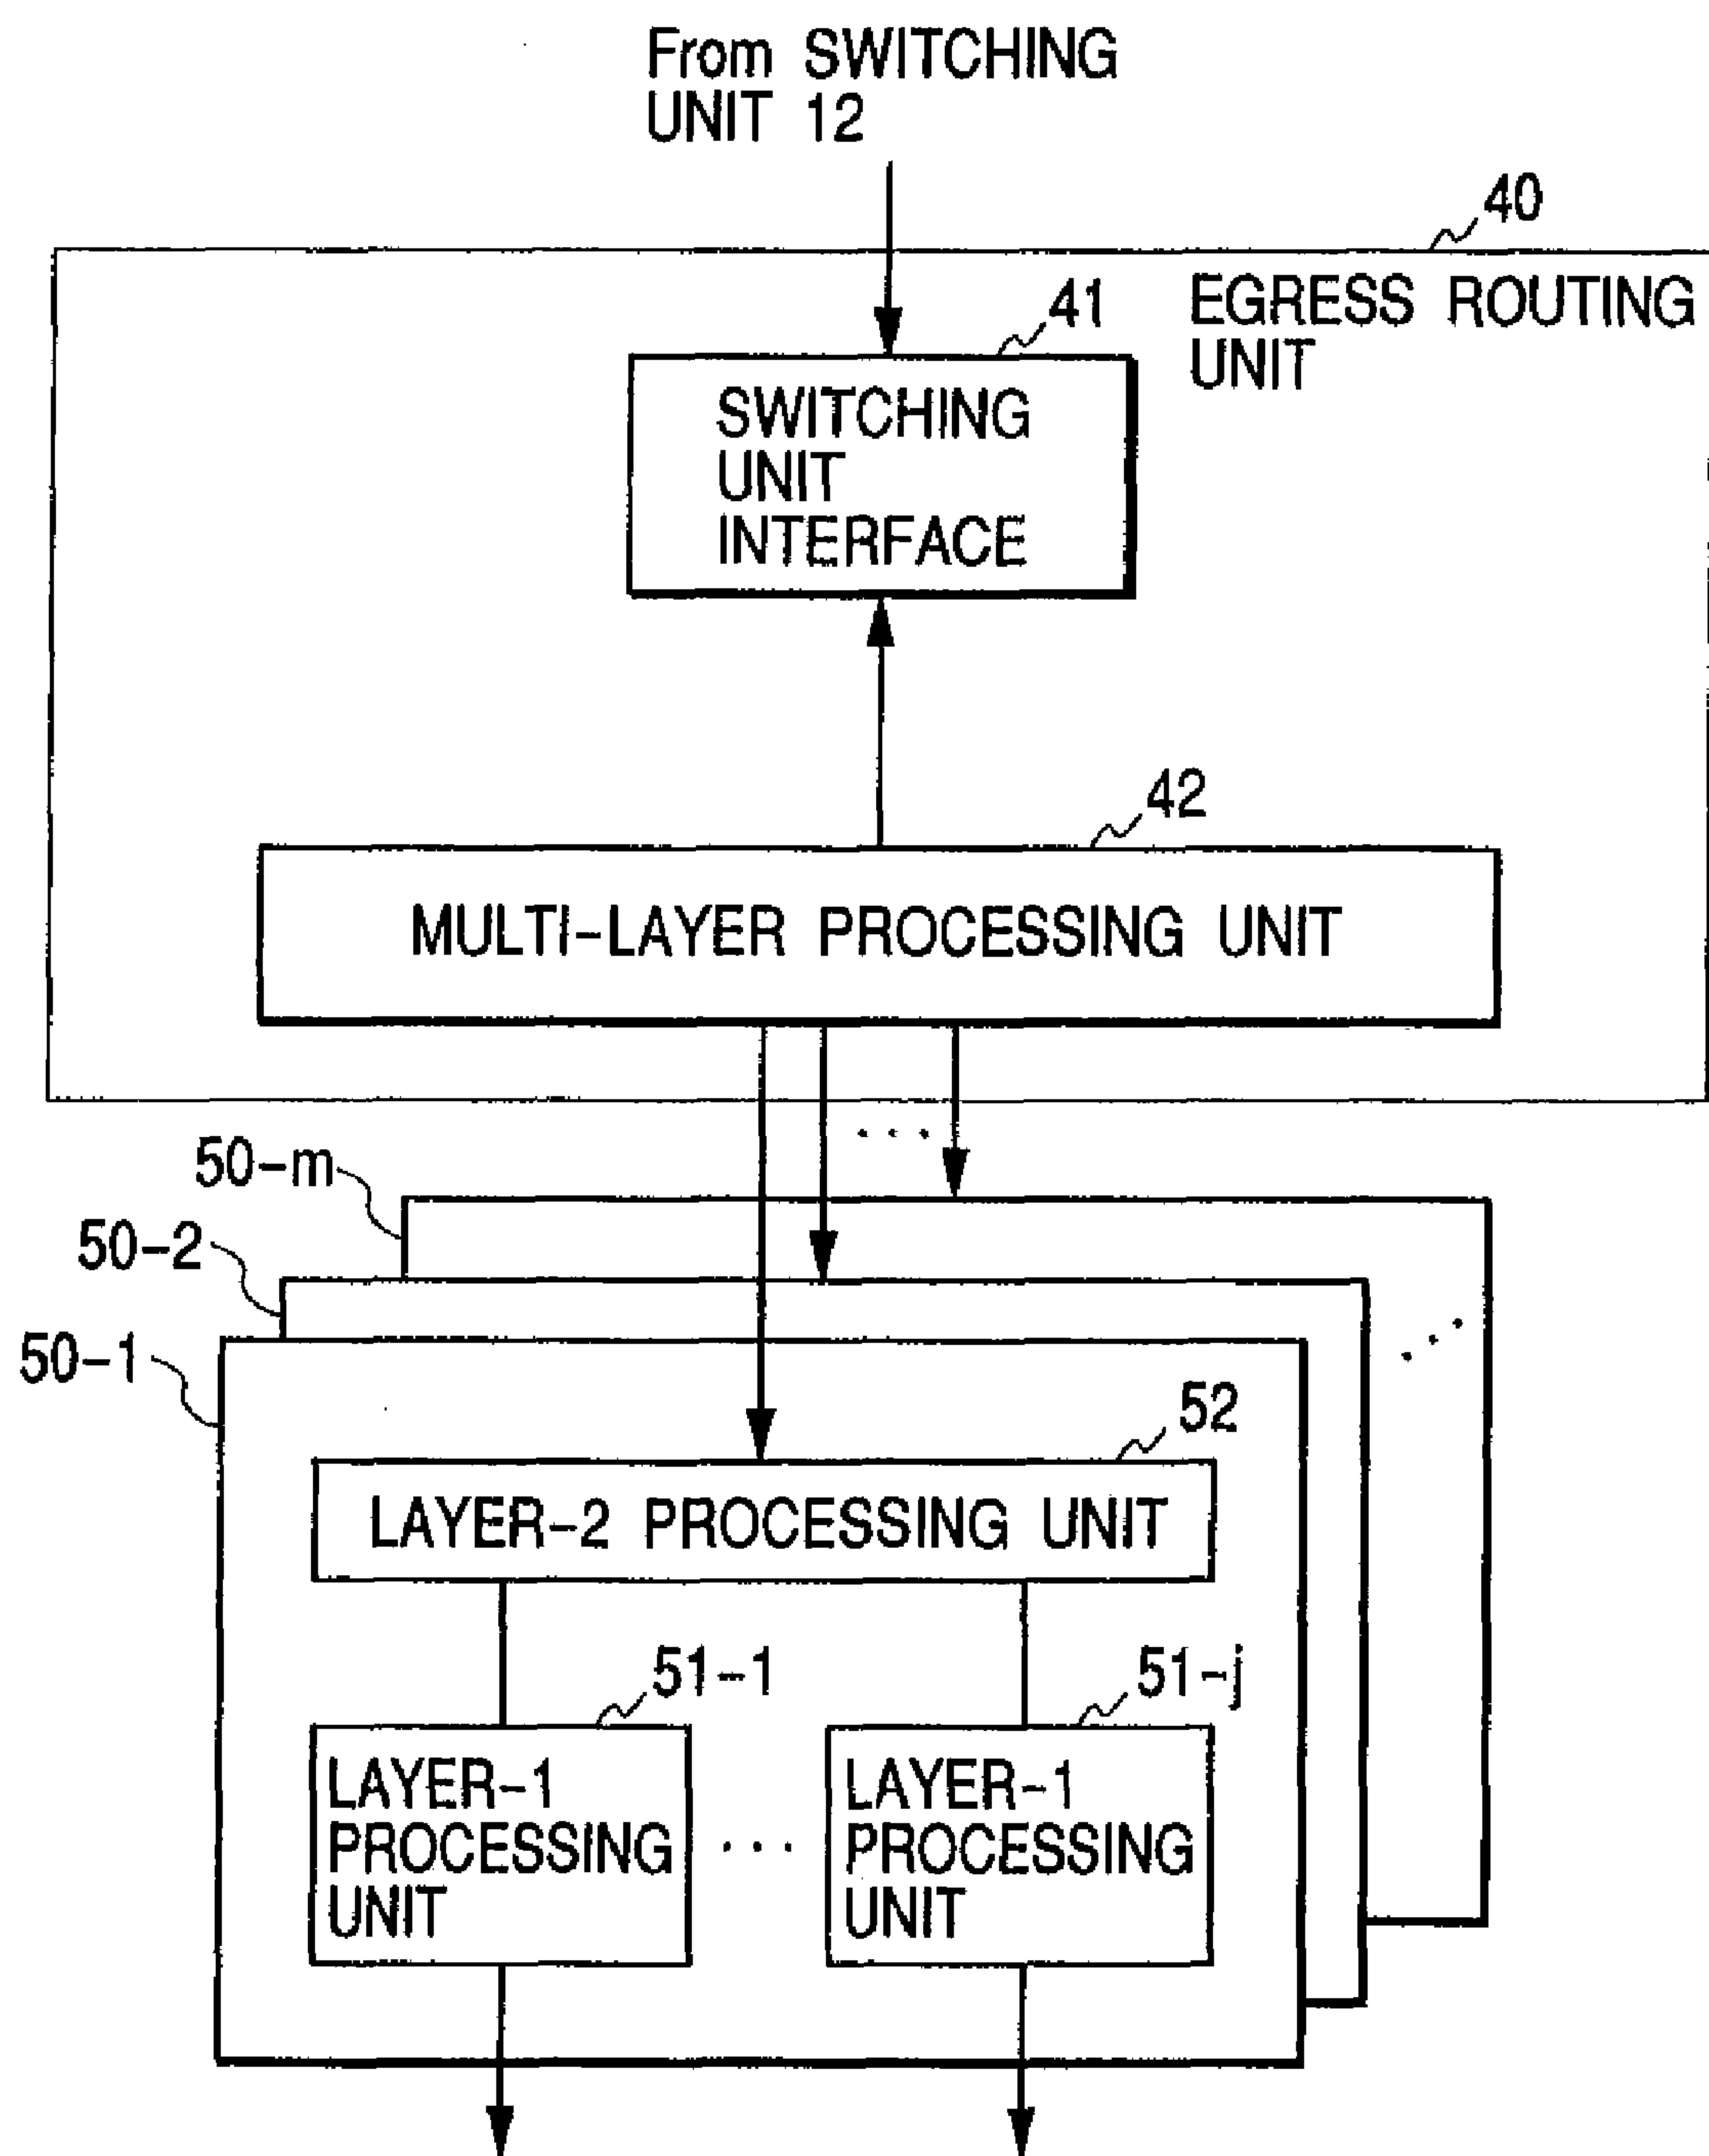 From SWITCHING
UNIT 12
40
EGRESS ROUTING
UNIT
41
SWITCHING
UNIT
INTERFACE
42
MULTI-LAYER PROCESSING UNIT
...
50-m
50-2
50-1
...
52
LAYER-2 PROCESSING UNIT
51-1
51-j
LAYER-1
PROCESSING
UNIT
...
LAYER-1
PROCESSING
UNIT